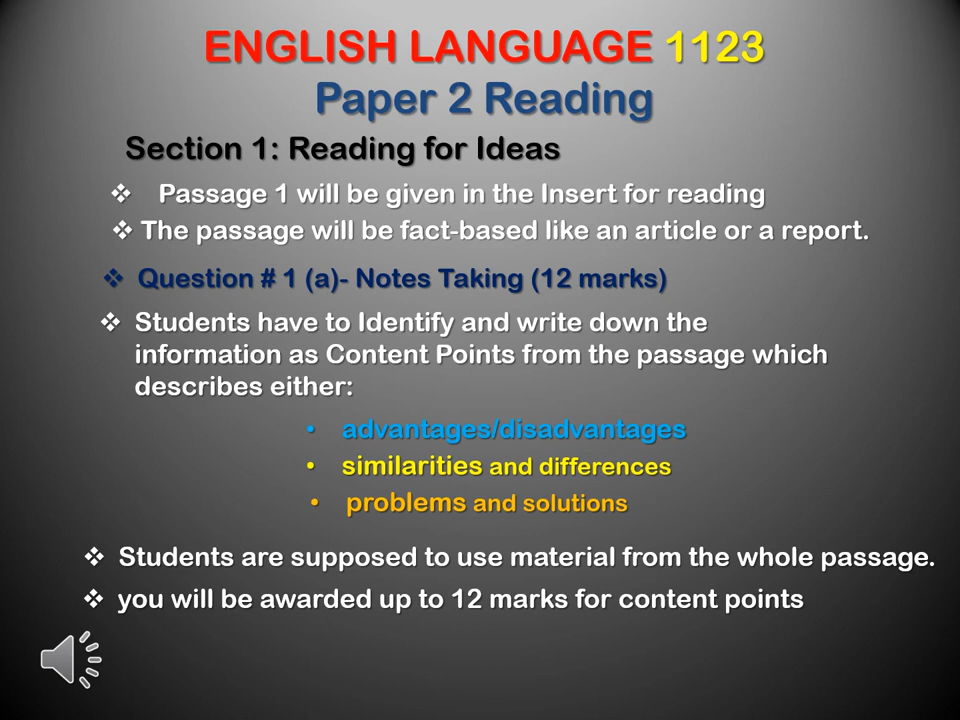 ENGLISH LANGUAGE 1123
Paper 2 Reading
Section 1: Reading for Ideas
❖ Passage 1 will be given in the Insert for reading
❖ The passage will be fact-based like an article or a report.
❖ Question # 1 (a)- Notes Taking (12 marks)
❖ Students have to Identify and write down the
information as Content Points from the passage which
describes either:
• advantages/disadvantages
• similarities and differences
• problems and solutions
❖ Students are supposed to use material from the whole passage.
❖ you will be awarded up to 12 marks for content points